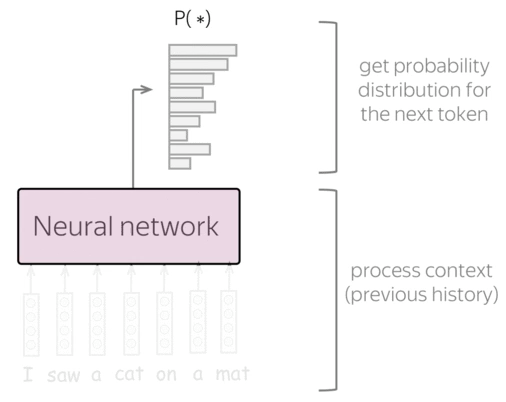 P( *)
get probability
distribution for
the next token
Neural network
process context
(previous history)
I saw a cat on a mat